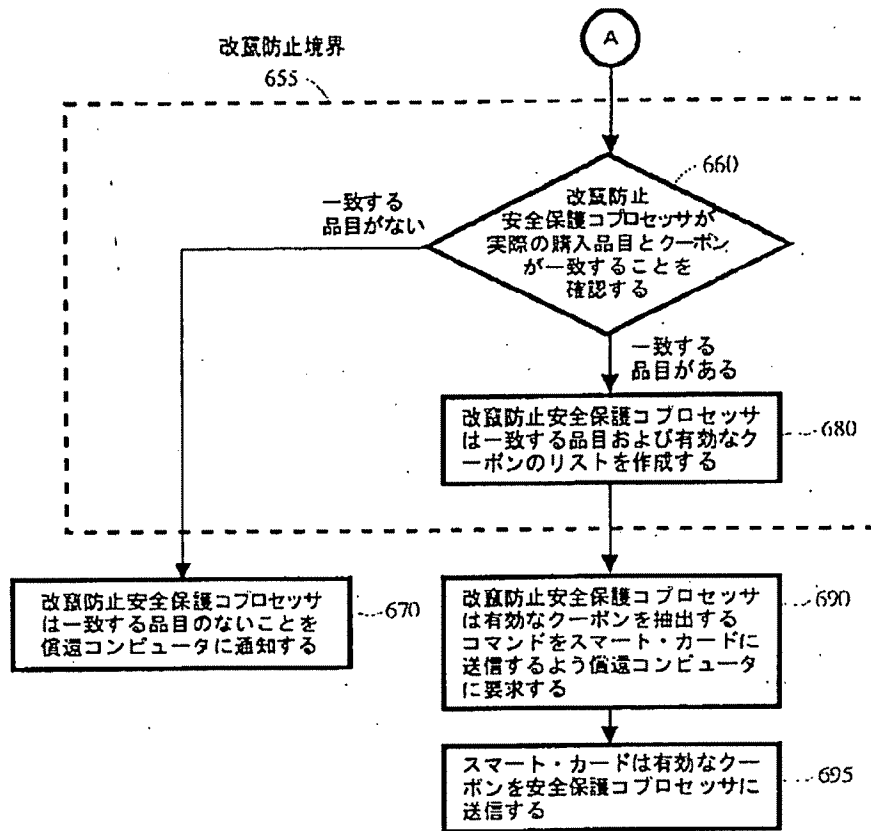 A
改竄防止境界
655
660
改竄防止
安全保護コプロセッサが
実際の購入品目とクーポン
が一致することを
確認する
一致する
品目がない
一致する
品目がある
改竄防止安全保護コプロセッサ
は一致する品目および有効なク
ーポンのリストを作成する
680
改竄防止安全保護コプロセッサ
は一致する品目のないことを
償還コンピュータに通知する
670
改竄防止安全保護コプロセッサ
は有効なクーポンを抽出する
コマンドをスマート・カードに
送信するよう償還コンピュータ
に要求する
690
スマート・カードは有効なクー
ポンを安全保護コプロセッサに
送信する
695